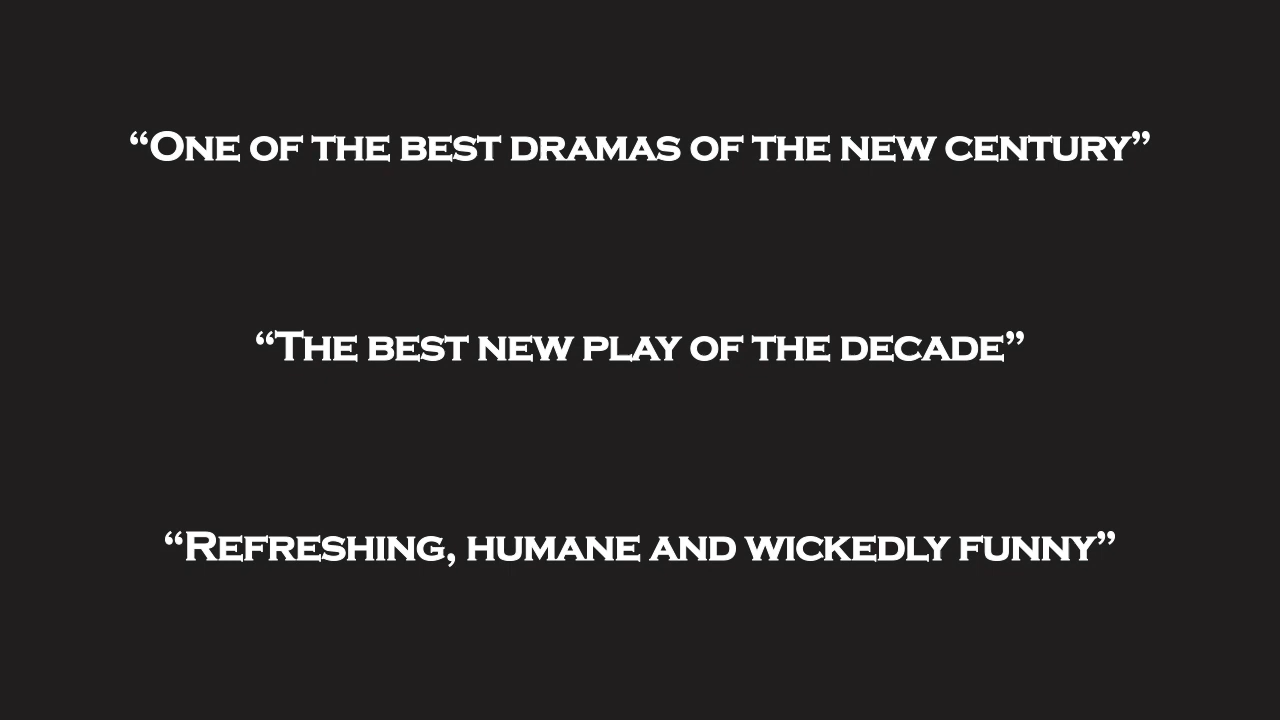 “One of the best dramas of the new century”
“The best new play of the decade”
“Refreshing, humane and wickedly funny”